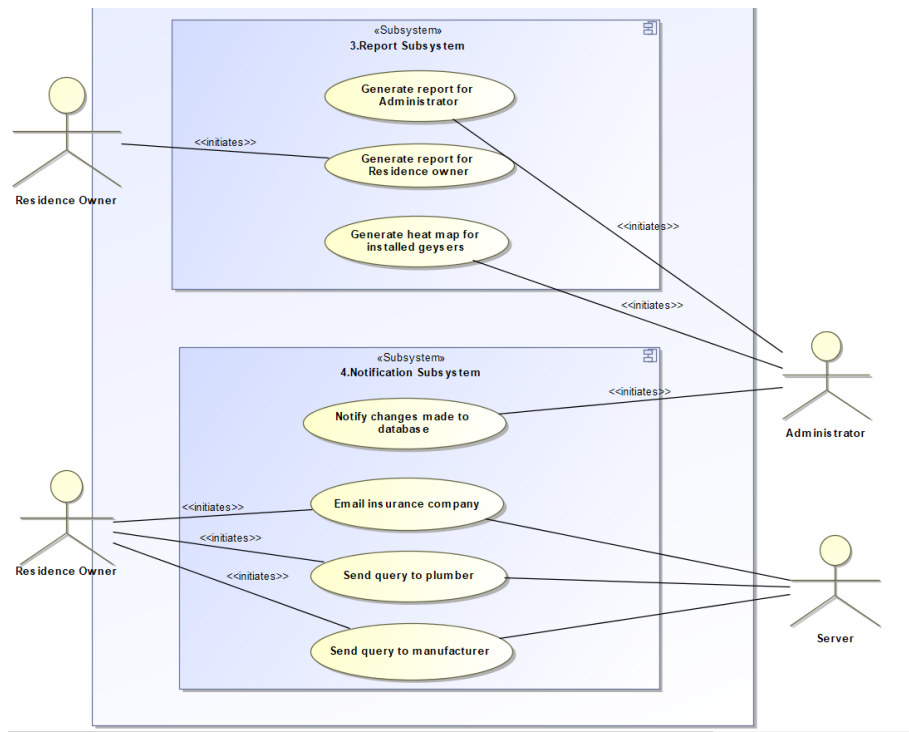 «Subsystem»
3.Report Subsystem
Generate report for
Administrator
<<initiates>>
Generate report for
Residence owner
Residence Owner
<<initiates>>
Generate heat map for
installed geysers
<<initiates>>
«Subsystem»
4.Notification Subsystem
<<initiates>>
Notify changes made to
database
Administrator
<<initiates>>
Email insurance company
<<initiates>>
Residence Owner
<<initiates>>
Send query to plumber
Server
Send query to manufacturer